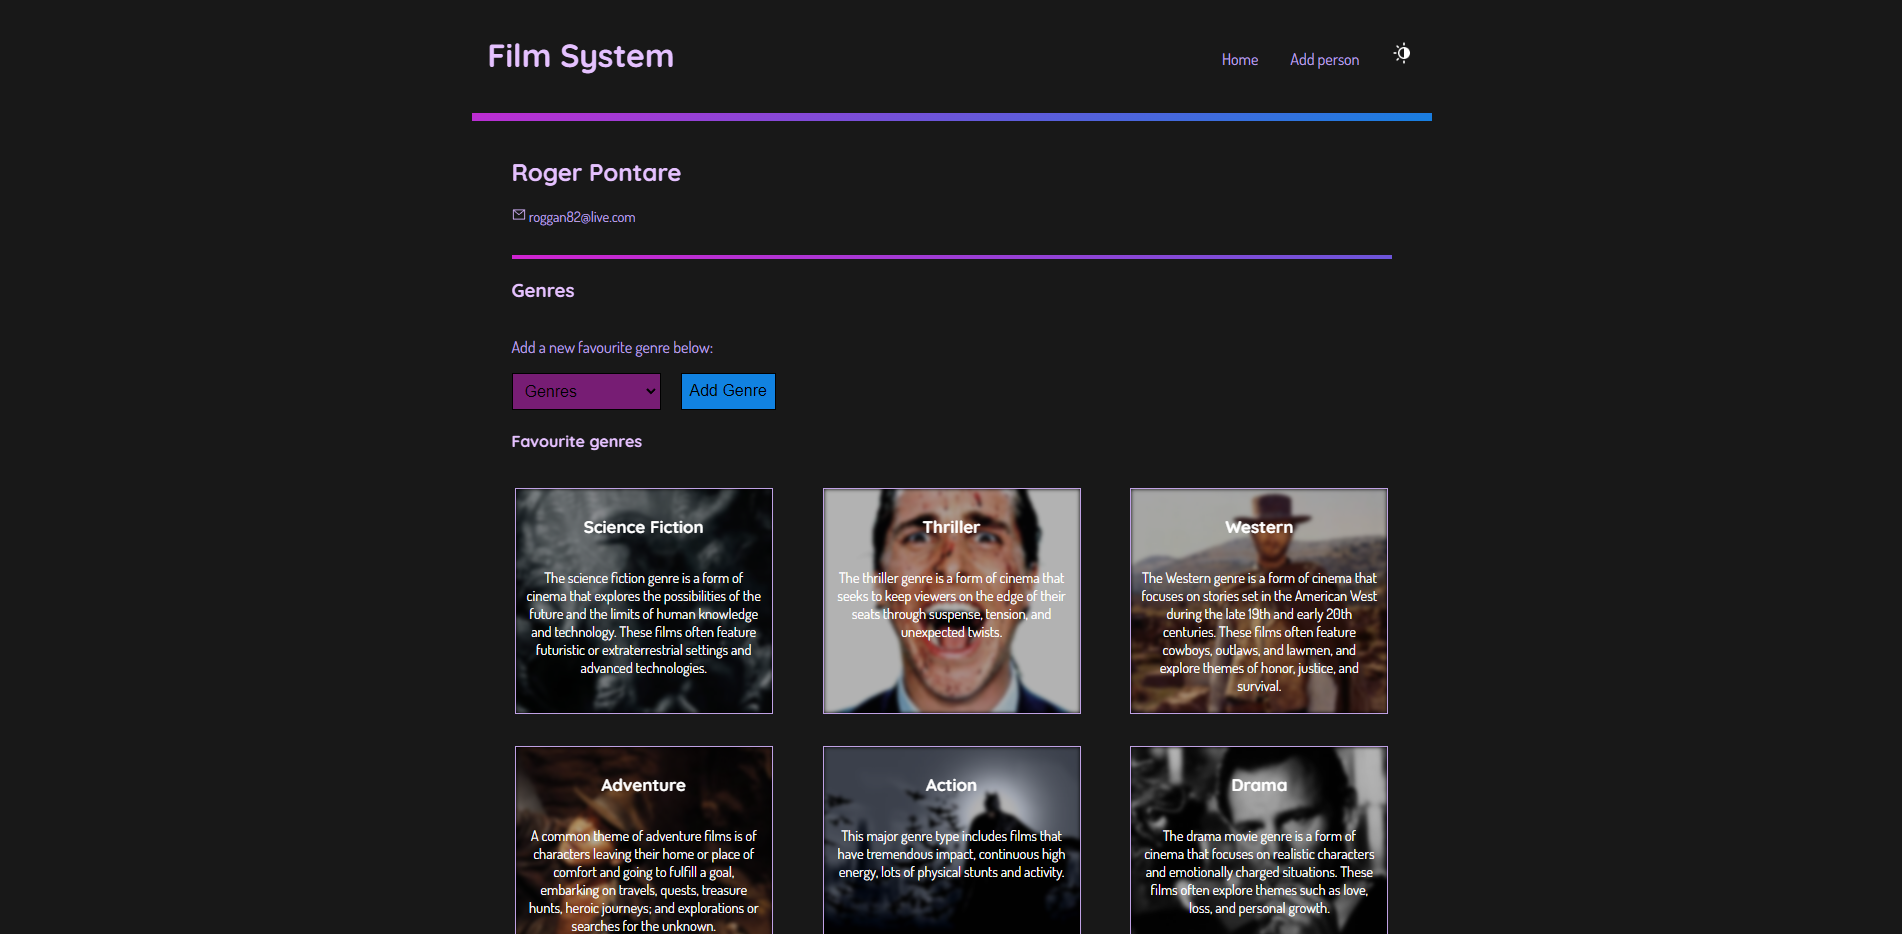 Film System
Home
Add person
Roger Pontare
roggan82@live.com
Genres
Add a new favourite genre below:
Genres
Add Genre
Favourite genres
Science Fiction
The science fiction genre is a form of
cinema that explores the possibilities of the
future and the limits of human knowledge
and technology. These films often feature
futuristic or extraterrestrial settings and
advanced technologies.
Thriller
The thriller genre is a form of cinema that
seeks to keep viewers on the edge of their
seats through suspense, tension, and
unexpected twists.
Western
The Western genre is a form of cinema that
focuses on stories set in the American West
during the late 19th and early 20th
centuries. These films often feature
cowboys, outlaws, and lawmen, and
explore themes of honor, justice, and
survival.
Adventure
A common theme of adventure films is of
characters leaving their home or place of
comfort and going to fulfill a goal,
embarking on travels, quests, treasure
hunts, heroic journeys; and explorations or
searches for the unknown.
Action
This major genre type includes films that
have tremendous impact, continuous high
energy, lots of physical stunts and activity.
Drama
The drama movie genre is a form of
cinema that focuses on realistic characters
and emotionally charged situations. These
films often explore themes such as love,
loss, and personal growth.